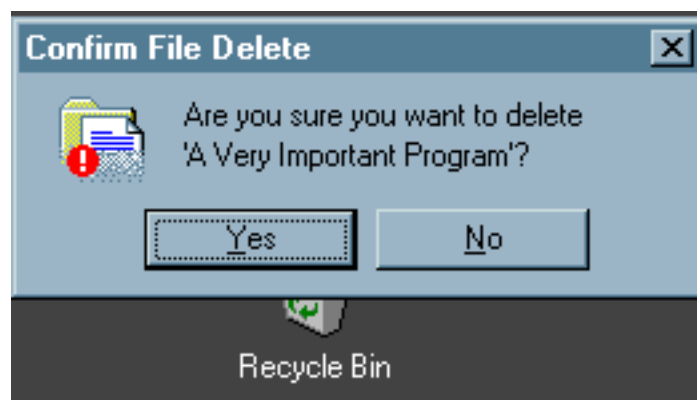 Confirm File Delete
Are you sure you want to delete
'A Very Important Program'?
Yes
No
Recycle Bin